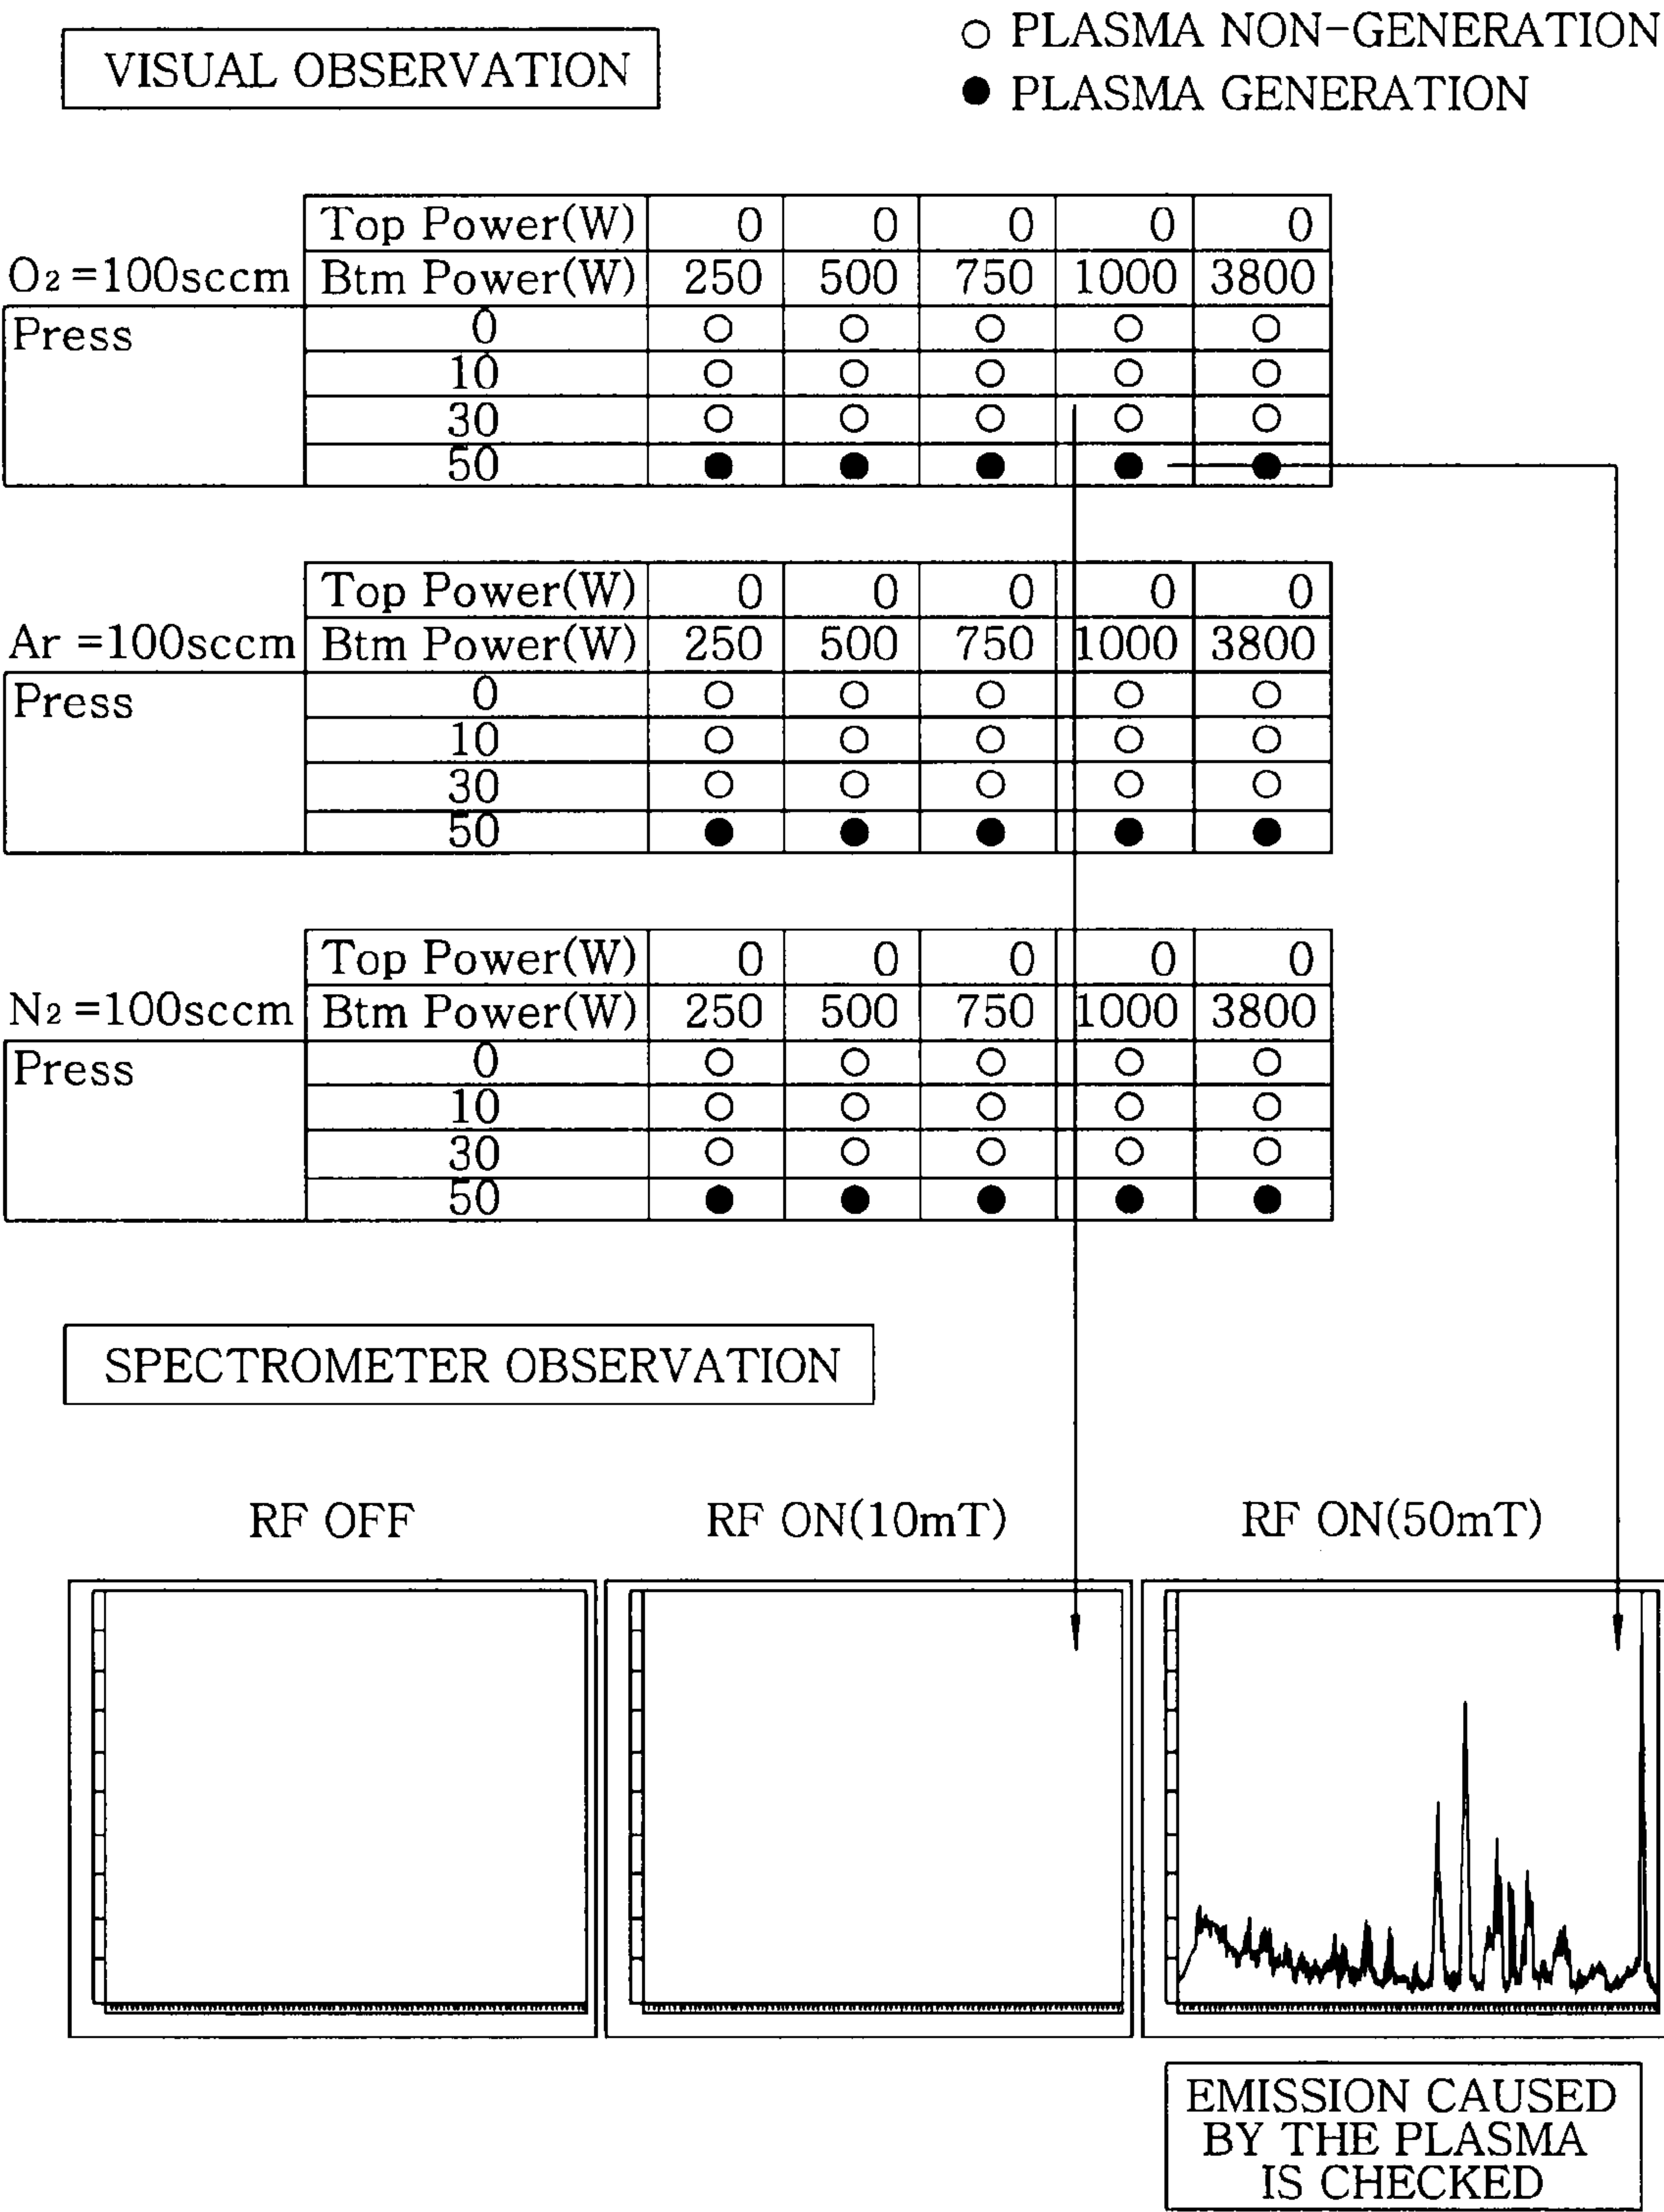 VISUAL OBSERVATION
○ PLASMA NON-GENERATION
● PLASMA GENERATION
Top Power(W) 0 0 0 0 0
O2=100sccm Btm Power(W) 250 500 750 1000 3800
Press 0 ○ ○ ○ ○ ○
10 ○ ○ ○ ○ ○
30 ○ ○ ○ ○ ○
50 ● ● ● ● ●
Top Power(W) 0 0 0 0 0
Ar =100sccm Btm Power(W) 250 500 750 1000 3800
Press 0 ○ ○ ○ ○ ○
10 ○ ○ ○ ○ ○
30 ○ ○ ○ ○ ○
50 ● ● ● ● ●
Top Power(W) 0 0 0 0 0
N2=100sccm Btm Power(W) 250 500 750 1000 3800
Press 0 ○ ○ ○ ○ ○
10 ○ ○ ○ ○ ○
30 ○ ○ ○ ○ ○
50 ● ● ● ● ●
SPECTROMETER OBSERVATION
RF OFF RF ON(10mT) RF ON(50mT)
EMISSION CAUSED
BY THE PLASMA
IS CHECKED